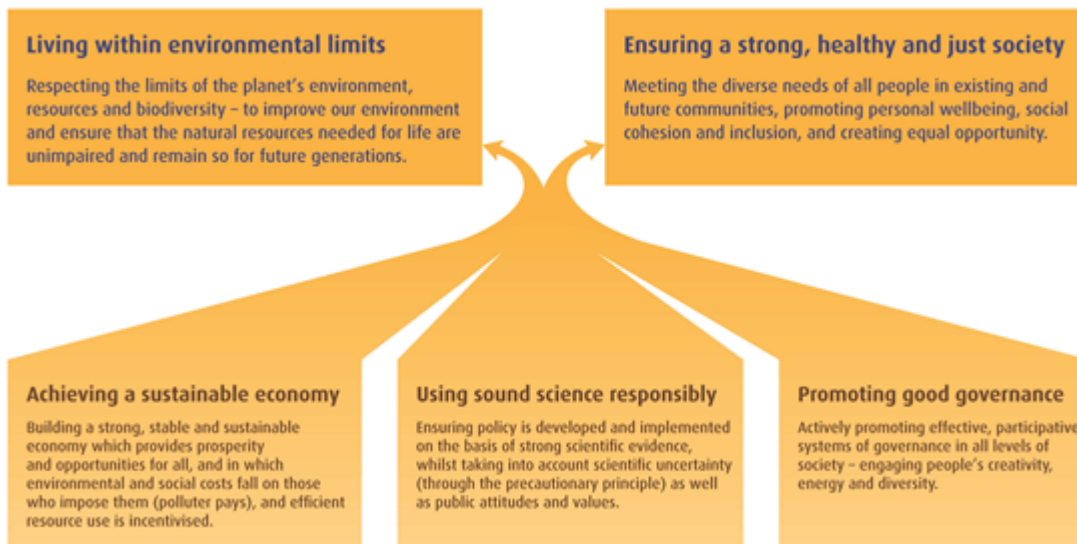 Living within environmental limits
Respecting the limits of the planet's environment,
resources and biodiversity – to improve our environment
and ensure that the natural resources needed for life are
unimpaired and remain so for future generations.
Ensuring a strong, healthy and just society
Meeting the diverse needs of all people in existing and
future communities, promoting personal wellbeing, social
cohesion and inclusion, and creating equal opportunity.
Achieving a sustainable economy
Building a strong, stable and sustainable
economy which provides prosperity
and opportunities for all, and in which
environmental and social costs fall on those
who impose them (polluter pays), and efficient
resource use is incentivised.
Using sound science responsibly
Ensuring policy is developed and implemented
on the basis of strong scientific evidence,
whilst taking into account scientific uncertainty
(through the precautionary principle) as well
as public attitudes and values.
Promoting good governance
Actively promoting effective, participative
systems of governance in all levels of
society – engaging people's creativity,
energy and diversity.